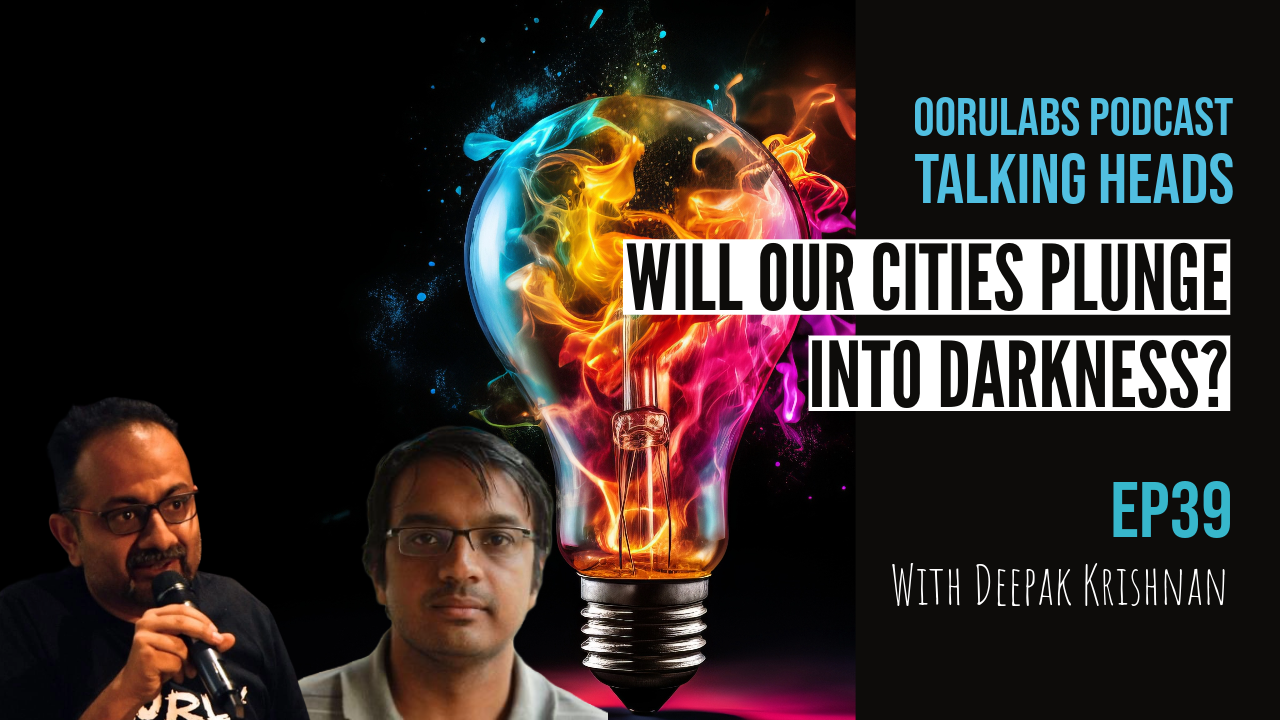 OORULABS PODCAST
TALKING HEADS
WILL OUR CITIES PLUNGE
INTO DARKNESS?
EP39
WITH DEEPAK KRISHNAN